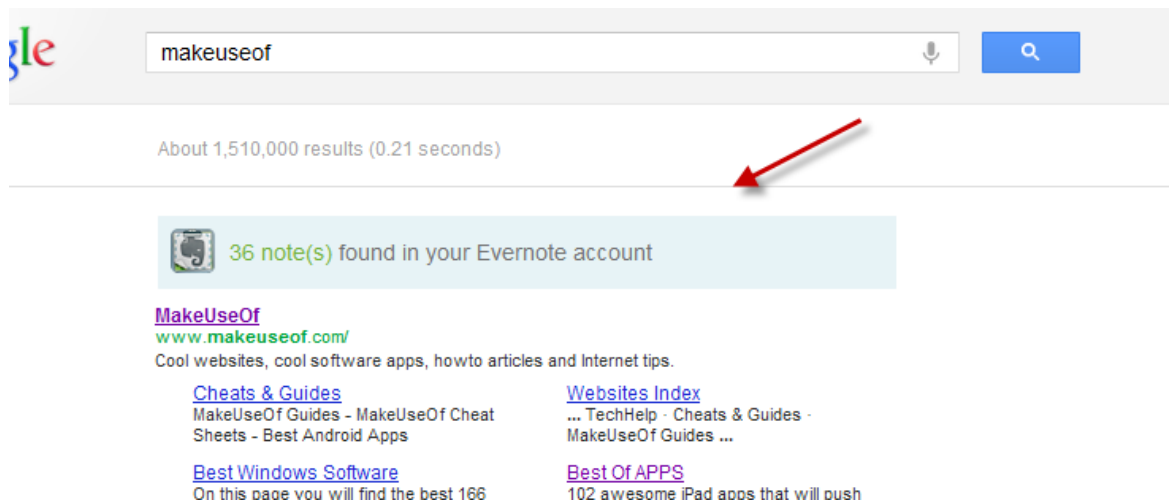 gle
makeuseof
About 1,510,000 results (0.21 seconds)
36 note(s) found in your Evernote account
MakeUseOf
www.makeuseof.com/
Cool websites, cool software apps, howto articles and Internet tips.
Cheats & Guides
MakeUseOf Guides - MakeUseOf Cheat
Sheets - Best Android Apps
Websites Index
... TechHelp · Cheats & Guides ·
MakeUseOf Guides ...
Best Windows Software
On this page you will find the best 166
Best Of APPS
102 awesome iPad apps that will push